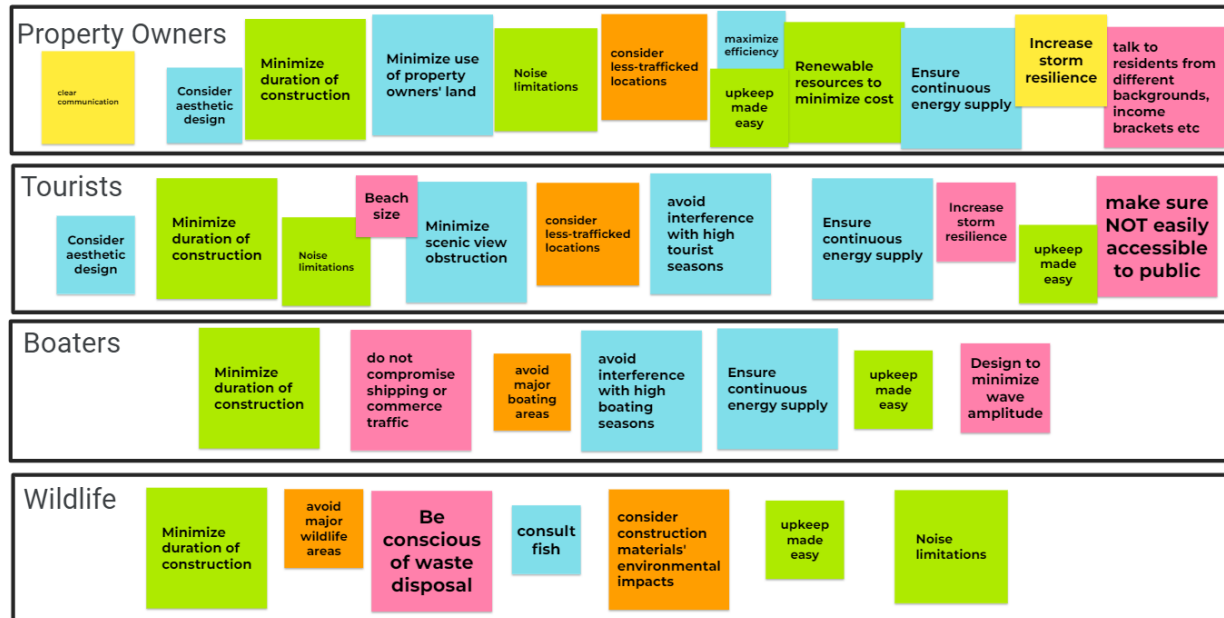 Property Owners
clear
communication
Consider
aesthetic
design
Minimize
duration of
construction
Minimize use
of property
owners' land
Noise
limitations
consider
less-trafficked
locations
maximize
efficiency
upkeep
made
easy
Renewable
resources to
minimize cost
Ensure
continuous
energy supply
Increase
storm
resilience
talk to
residents from
different
backgrounds,
income
brackets etc
Tourists
Consider
aesthetic
design
Minimize
duration of
construction
Noise
limitations
Beach
size
Minimize
scenic view
obstruction
consider
less-trafficked
locations
avoid
interference
with high
tourist
seasons
Ensure
continuous
energy supply
Increase
storm
resilience
upkeep
made
easy
make sure
NOT easily
accessible
to public
Boaters
Minimize
duration of
construction
do not
compromise
shipping or
commerce
traffic
avoid
major
boating
areas
avoid
interference
with high
boating
seasons
Ensure
continuous
energy supply
upkeep
made
easy
Design to
minimize
wave
amplitude
Wildlife
Minimize
duration of
construction
avoid
major
wildlife
areas
Be
conscious
of waste
disposal
consult
fish
consider
construction
materials'
environmental
impacts
upkeep
made
easy
Noise
limitations